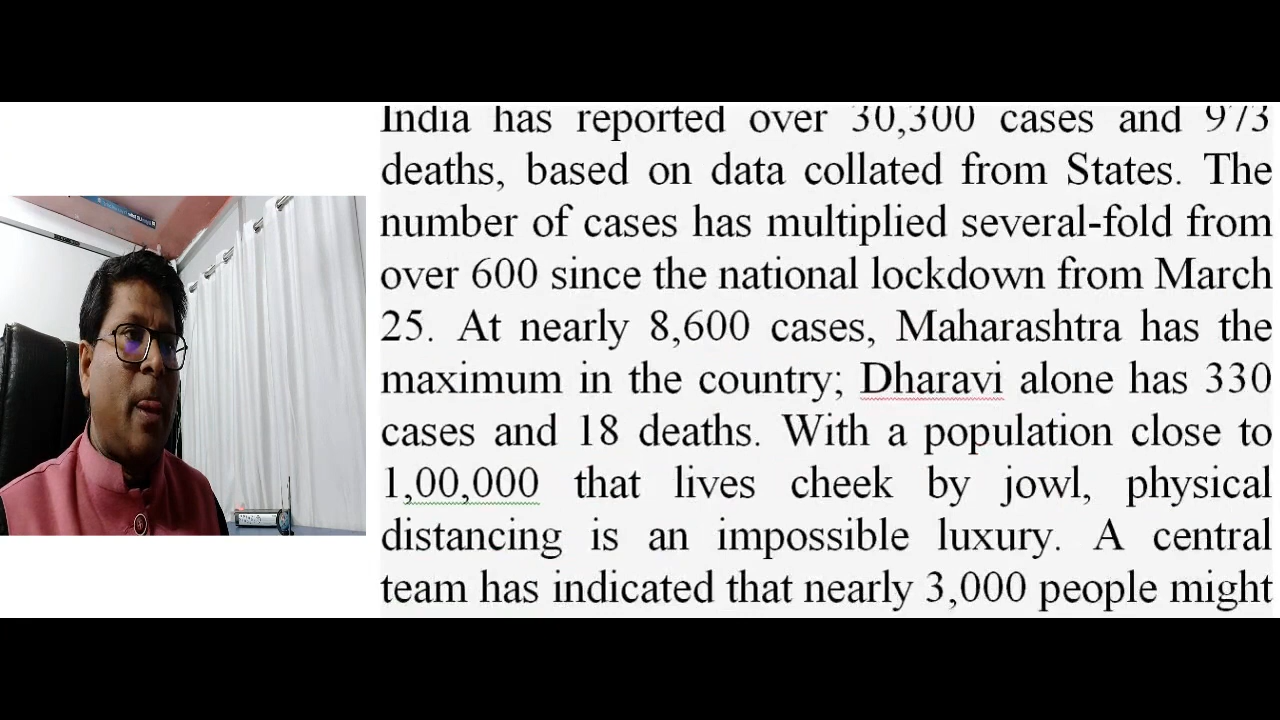 India has reported over 30,300 cases and 973
deaths, based on data collated from States. The
number of cases has multiplied several-fold from
over 600 since the national lockdown from March
25. At nearly 8,600 cases, Maharashtra has the
maximum in the country; Dharavi alone has 330
cases and 18 deaths. With a population close to
1,00,000 that lives cheek by jowl, physical
distancing is an impossible luxury. A central
team has indicated that nearly 3,000 people might